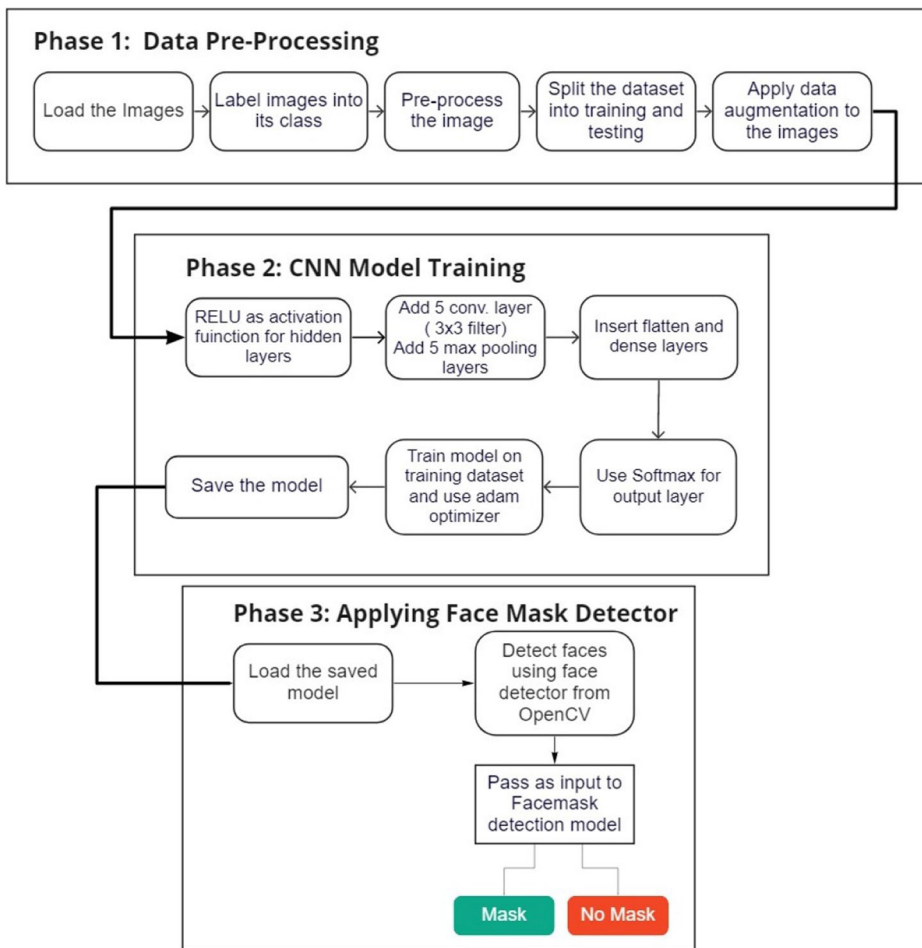 Phase 1: Data Pre-Processing
Load the Images
Label images into
its class
Pre-process
the image
Split the dataset
into training and
testing
Apply data
augmentation to
the images
Phase 2: CNN Model Training
RELU as activation
fuinction for hidden
layers
Add 5 conv. layer
( 3x3 filter)
Add 5 max pooling
layers
Insert flatten and
dense layers
Use Softmax for
output layer
Train model on
training dataset
and use adam
optimizer
Save the model
Phase 3: Applying Face Mask Detector
Load the saved
model
Detect faces
using face
detector from
OpenCV
Pass as input to
Facemask
detection model
Mask
No Mask